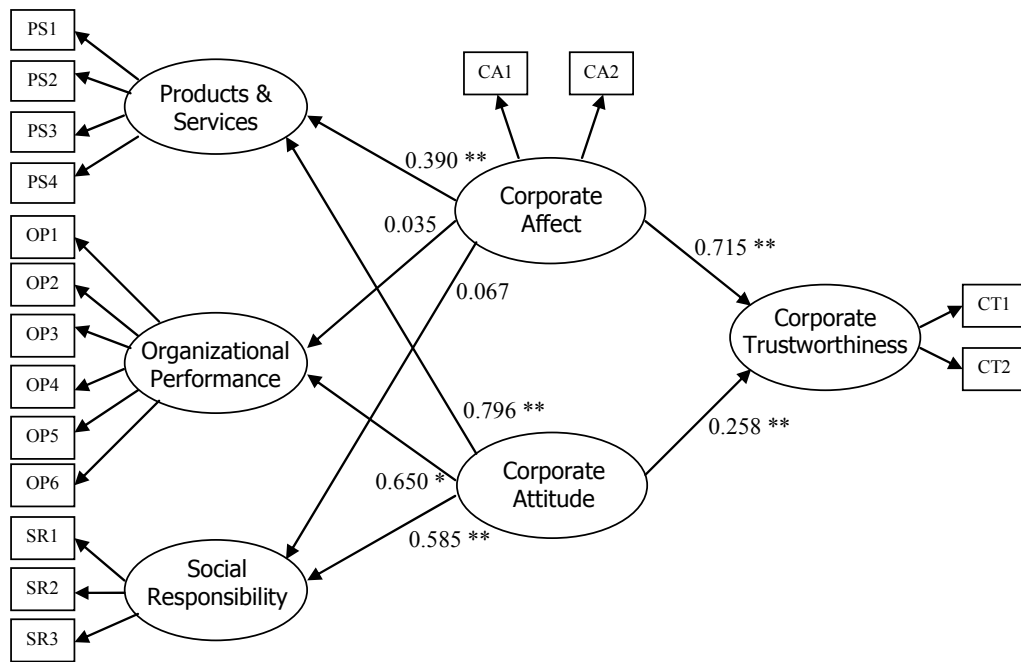 PS1
PS2
PS3
PS4
OP1
OP2
OP3
OP4
OP5
OP6
SR1
SR2
SR3
Products &
Services
Organizational
Performance
Social
Responsibility
CA1
CA2
Corporate
Affect
Corporate
Attitude
0.390 **
0.035
0.067
0.796 **
0.650 *
0.585 **
0.715 **
0.258 **
Corporate
Trustworthiness
CT1
CT2